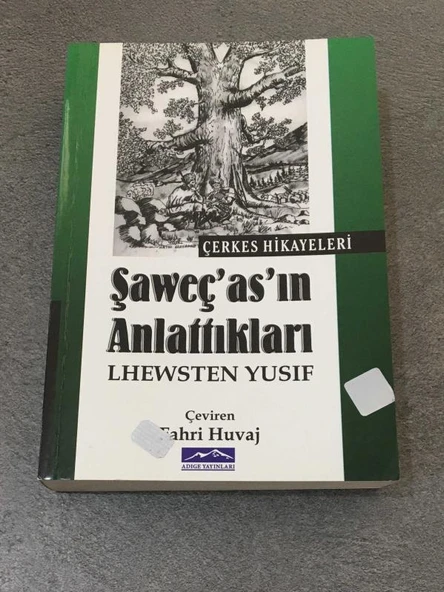 ÇERKES HİKAYELERİ
Şaweç'as'ın
Anlattıkları
LHEWSTEN YUSIF
Çeviren
Fahri Huvaj
ADIGE YAYINLARI